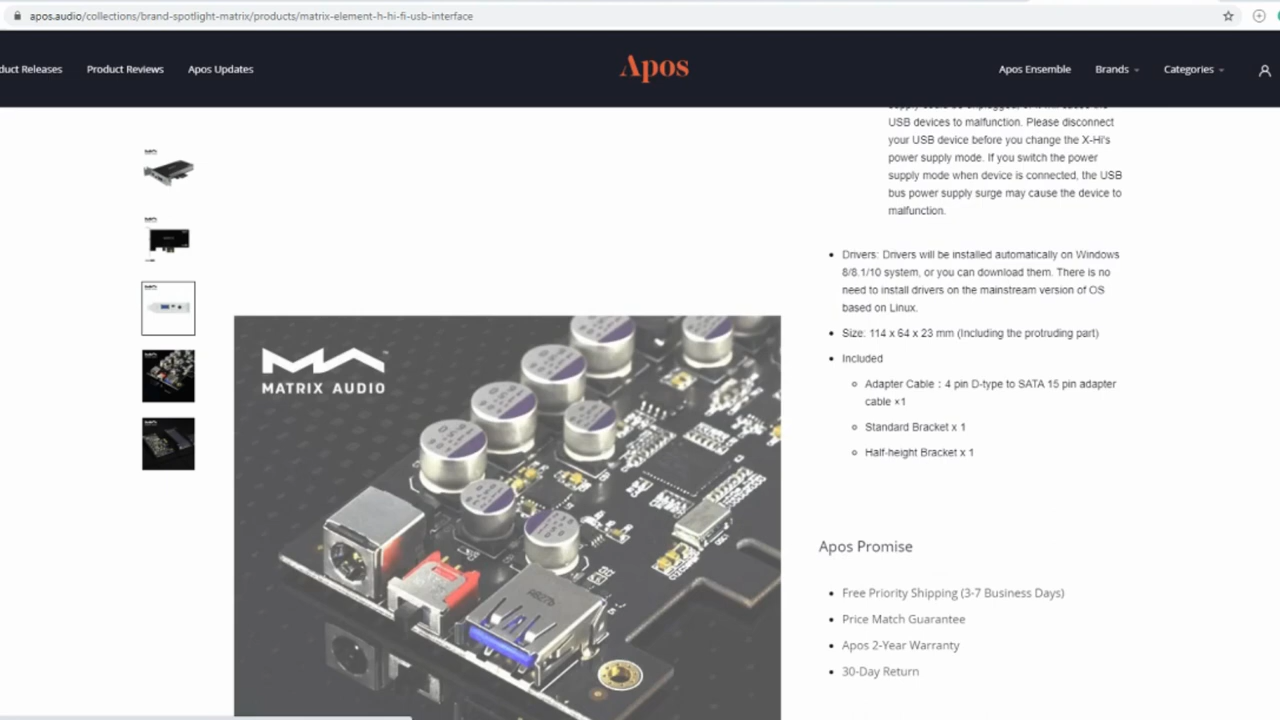 apos.audio/collections/brand-spotlight-matrix/products/matrix-element-h-hi-fi-usb-interface
duct Releases
Product Reviews
Apos Updates
Apos
Apos Ensemble
Brands
Categories
USB devices to malfunction. Please disconnect
your USB device before you change the X-Hi's
power supply mode. If you switch the power
supply mode when device is connected, the USB
bus power supply surge may cause the device to
malfunction.
Drivers: Drivers will be installed automatically on Windows
8/8.1/10 system, or you can download them. There is no
need to install drivers on the mainstream version of OS
based on Linux.
Size: 114 x 64 x 23 mm (Including the protruding part)
Included
Adapter Cable：4 pin D-type to SATA 15 pin adapter
cable ×1
Standard Bracket x 1
Half-height Bracket x 1
MATRIX AUDIO
Apos Promise
Free Priority Shipping (3-7 Business Days)
Price Match Guarantee
Apos 2-Year Warranty
30-Day Return